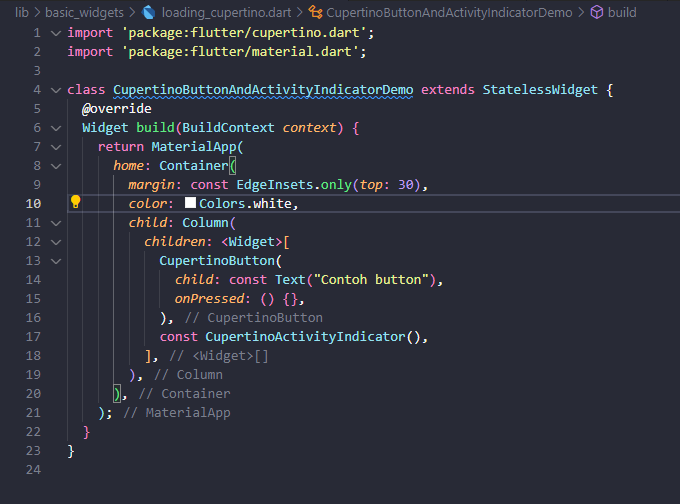 lib > basic_widgets > loading_cupertino.dart > CupertinoButtonAndActivityIndicatorDemo > build
1 import 'package:flutter/cupertino.dart';
2 import 'package:flutter/material.dart';
3
4 class CupertinoButtonAndActivityIndicatorDemo extends StatelessWidget {
5   @override
6   Widget build(BuildContext context) {
7     return MaterialApp(
8       home: Container(
9         margin: const EdgeInsets.only(top: 30),
10         color: Colors.white,
11         child: Column(
12           children: <Widget>[
13             CupertinoButton(
14               child: const Text("Contoh button"),
15               onPressed: () {},
16             ), // CupertinoButton
17             const CupertinoActivityIndicator(),
18           ], // <Widget>[]
19         ), // Column
20       ), // Container
21     ); // MaterialApp
22   }
23 }
24